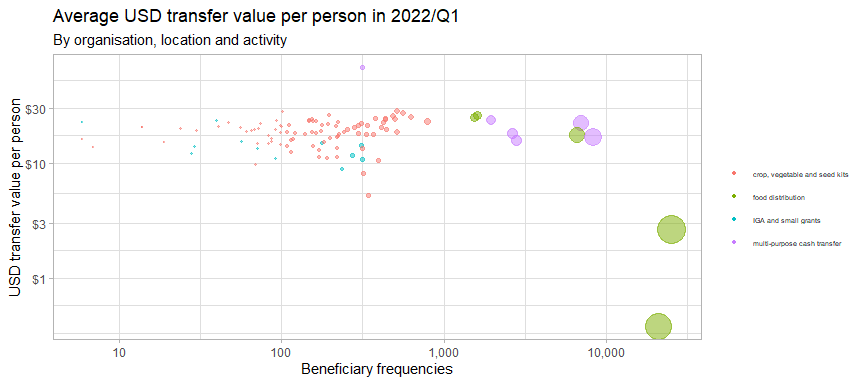 Average USD transfer value per person in 2022/Q1
By organisation, location and activity
USD transfer value per person
$30
$10
$3
$1
10
100
1,000
10,000
Beneficiary frequencies
crop, vegetable and seed kits
food distribution
IGA and small grants
multi-purpose cash transfer